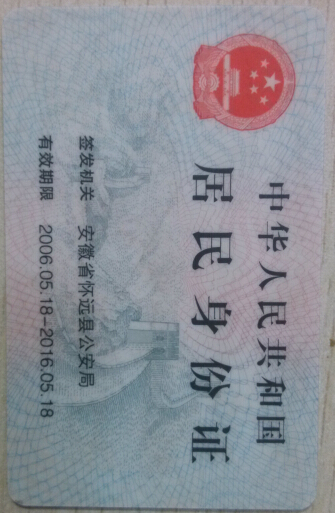 中华人民共和国
居民身份证
签发机关 安徽省怀远县公安局
有效期限 2006.05.18-2016.05.18